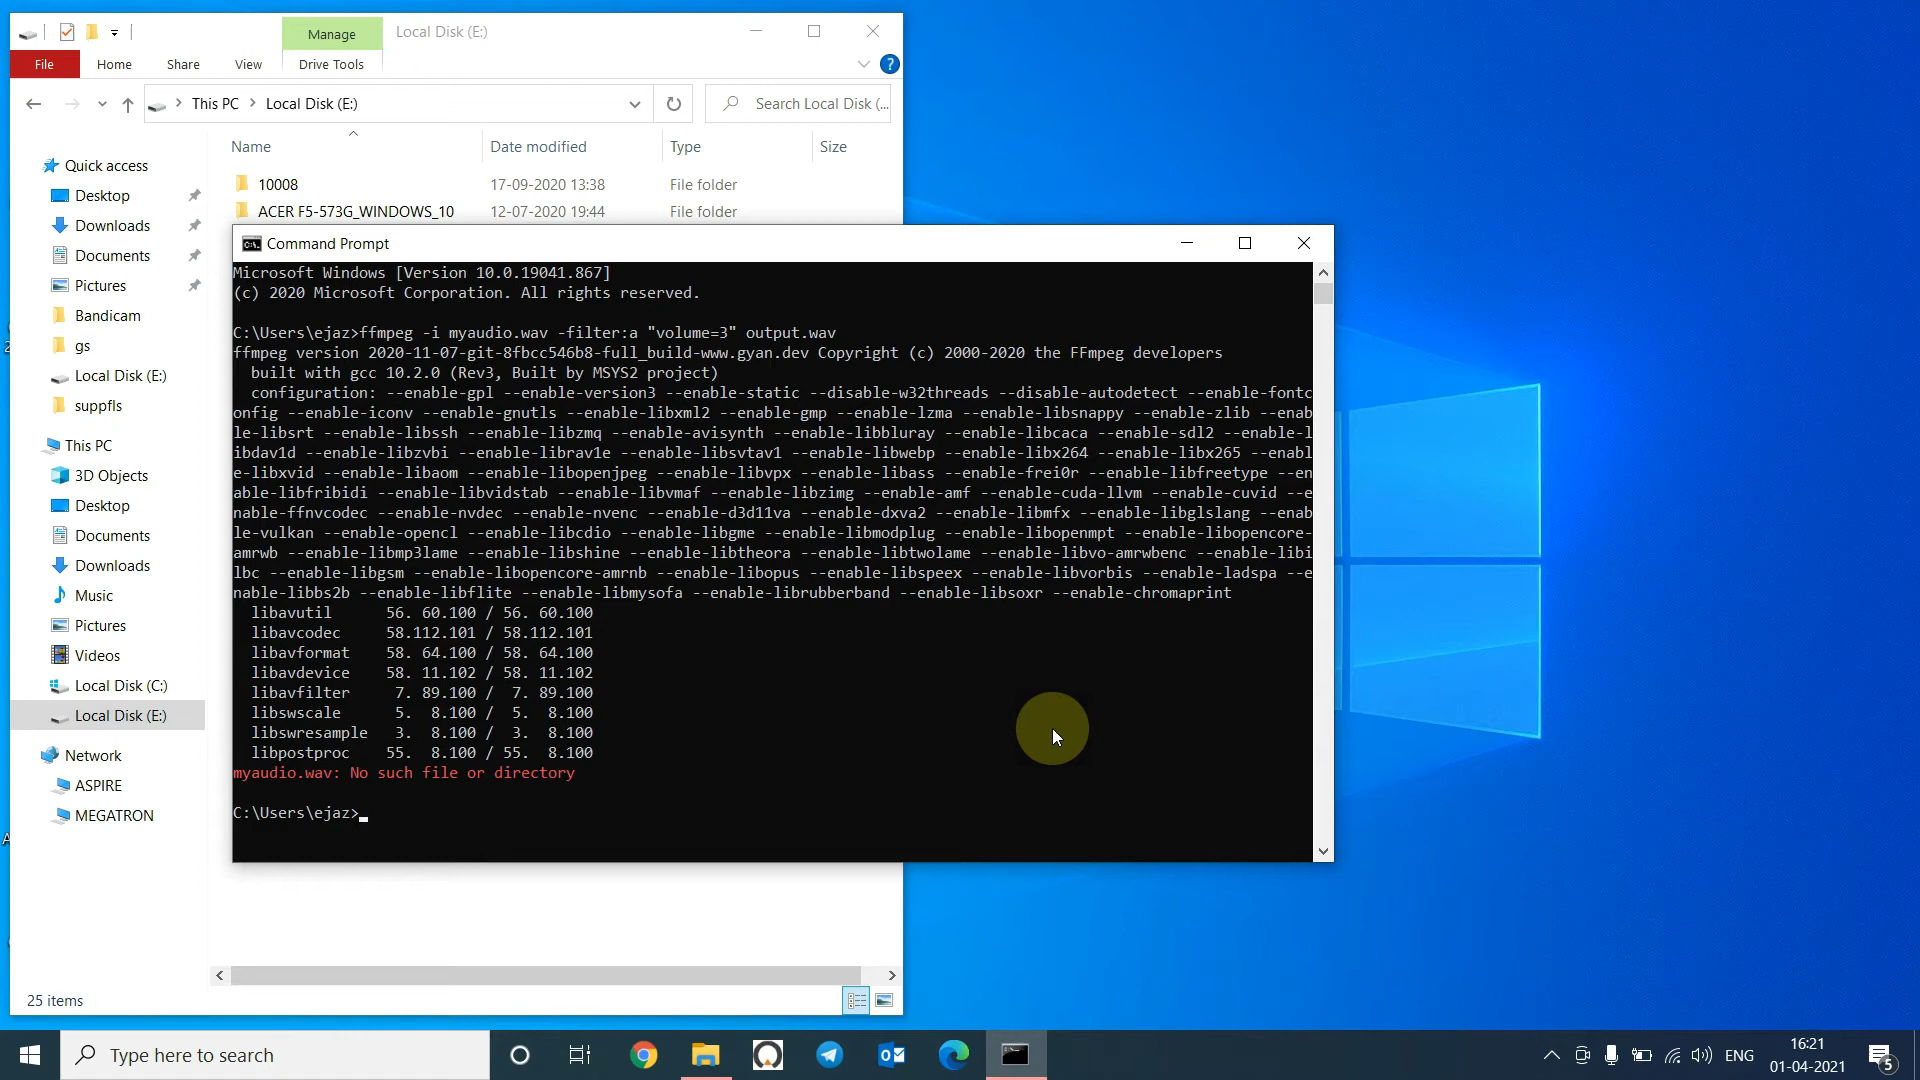 Manage
Local Disk (E:)
File
Home
Share
View
Drive Tools
This PC
Local Disk (E:)
Search Local Disk (...
Name
Date modified
Type
Size
10008
17-09-2020 13:38
File folder
ACER F5-573G_WINDOWS_10
12-07-2020 19:44
File folder
Quick access
Desktop
Downloads
Documents
Pictures
Bandicam
gs
Local Disk (E:)
suppfls
This PC
3D Objects
Desktop
Documents
Downloads
Music
Pictures
Videos
Local Disk (C:)
Local Disk (E:)
Network
ASPIRE
MEGATRON
25 items
Command Prompt
Microsoft Windows [Version 10.0.19041.867]
(c) 2020 Microsoft Corporation. All rights reserved.
C:\Users\ejaz>ffmpeg -i myaudio.wav -filter:a "volume=3" output.wav
ffmpeg version 2020-11-07-git-8fbcc546b8-full_build-www.gyan.dev Copyright (c) 2000-2020 the FFmpeg developers
built with gcc 10.2.0 (Rev3, Built by MSYS2 project)
configuration: --enable-gpl --enable-version3 --enable-static --disable-w32threads --disable-autodetect --enable-fontc
onfig --enable-iconv --enable-gnutls --enable-libxml2 --enable-gmp --enable-lzma --enable-libsnappy --enable-zlib --enab
le-libsrt --enable-libssh --enable-libzmq --enable-avisynth --enable-libbluray --enable-libcaca --enable-sdl2 --enable-l
ibdav1d --enable-libzvbi --enable-librav1e --enable-libsvtav1 --enable-libwebp --enable-libx264 --enable-libx265 --enabl
e-libxvid --enable-libaom --enable-libopenjpeg --enable-libvpx --enable-libass --enable-frei0r --enable-libfreetype --en
able-libfribidi --enable-libvidstab --enable-libvmaf --enable-libzimg --enable-amf --enable-cuda-llvm --enable-cuvid --e
nable-ffnvcodec --enable-nvdec --enable-nvenc --enable-d3d11va --enable-dxva2 --enable-libmfx --enable-libglslang --enab
le-vulkan --enable-opencl --enable-libcdio --enable-libgme --enable-libmodplug --enable-libopenmpt --enable-libopencore-
amrwb --enable-libmp3lame --enable-libshine --enable-libtheora --enable-libtwolame --enable-libvo-amrwbenc --enable-libi
lbc --enable-libgsm --enable-libopencore-amrnb --enable-libopus --enable-libspeex --enable-libvorbis --enable-ladspa --e
nable-libbs2b --enable-libflite --enable-libmysofa --enable-librubberband --enable-libsoxr --enable-chromaprint
libavutil 56. 60.100 / 56. 60.100
libavcodec 58.112.101 / 58.112.101
libavformat 58. 64.100 / 58. 64.100
libavdevice 58. 11.102 / 58. 11.102
libavfilter 7. 89.100 / 7. 89.100
libswscale 5. 8.100 / 5. 8.100
libswresample 3. 8.100 / 3. 8.100
libpostproc 55. 8.100 / 55. 8.100
myaudio.wav: No such file or directory
C:\Users\ejaz>
Type here to search
ENG
16:21
01-04-2021
5